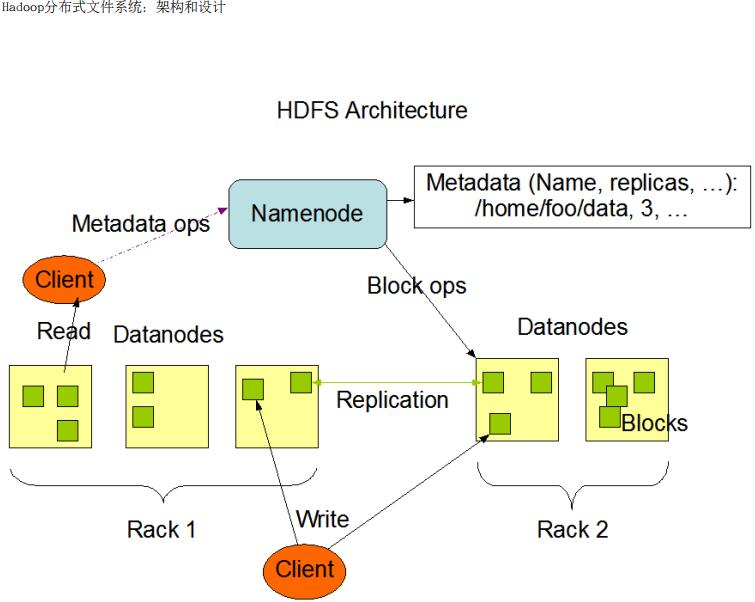 Hadoop分布式文件系统：架构和设计
HDFS Architecture
Metadata (Name, replicas, …):
/home/foo/data, 3, …
Namenode
Metadata ops
Client
Block ops
Read
Datanodes
Datanodes
Replication
Blocks
Rack 1
Write
Rack 2
Client